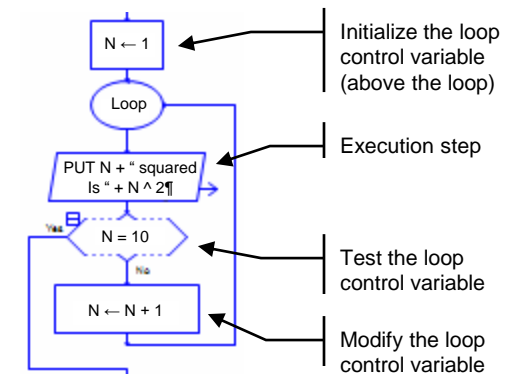 N ← 1
Initialize the loop
control variable
(above the loop)
Loop
PUT N + “ squared
Is “ + N ^ 2¶
Execution step
Yes
N = 10
No
Test the loop
control variable
N ← N + 1
Modify the loop
control variable